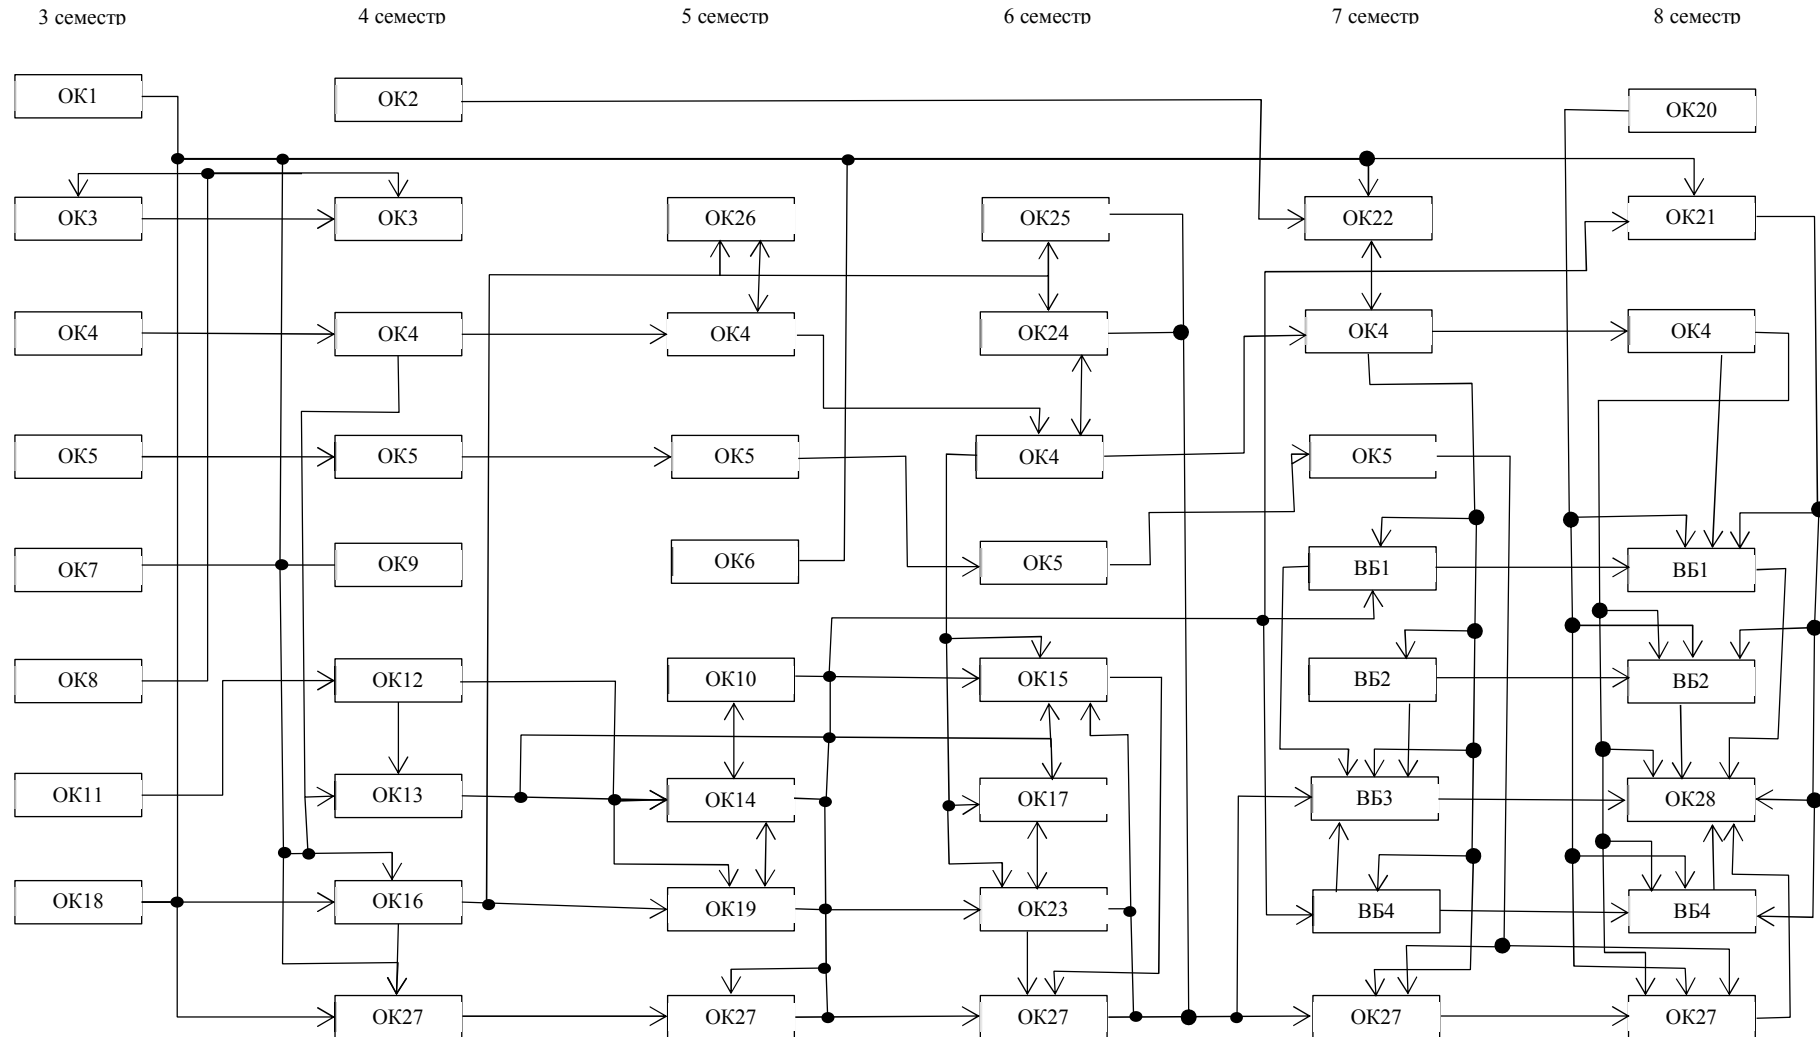 3 семестр 4 семестр 5 семестр 6 семестр 7 семестр 8 семестр
ОК1 ОК2 ОК20
ОК3 ОК3 ОК26 ОК25 ОК22 ОК21
ОК4 ОК4 ОК4 ОК24 ОК4 ОК4
ОК5 ОК5 ОК5 ОК4 ОК5
ОК7 ОК9 ОК6 ОК5 ВБ1 ВБ1
ОК8 ОК12 ОК10 ОК15 ВБ2 ВБ2
ОК11 ОК13 ОК14 ОК17 ВБ3 ОК28
ОК18 ОК16 ОК19 ОК23 ВБ4 ВБ4
ОК27 ОК27 ОК27 ОК27 ОК27